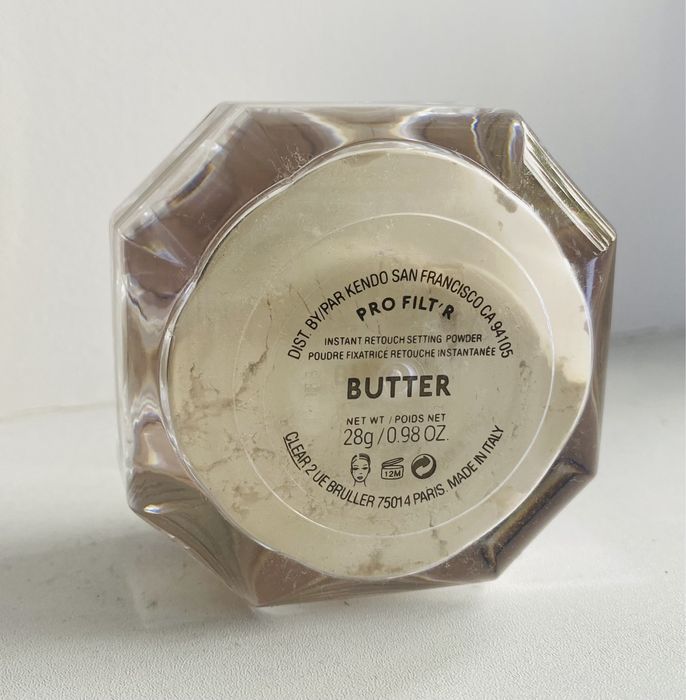 DIST. BY/PAR KENDO SAN FRANCISCO CA 94105
PRO FILT'R
INSTANT RETOUCH SETTING POWDER
POUDRE FIXATRICE RETOUCHE INSTANTANÉE
BUTTER
NET WT / POIDS NET
28g/0.98 OZ.
12M
CLEAR 2 UE BRULLER 75014 PARIS. MADE IN ITALY